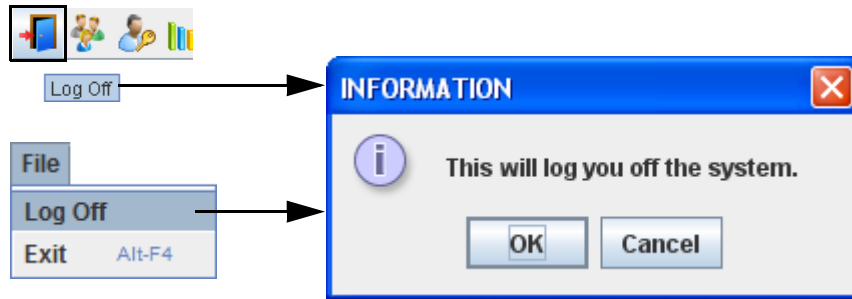 Log Off
INFORMATION
File
This will log you off the system.
Log Off
OK Cancel
Exit Alt-F4